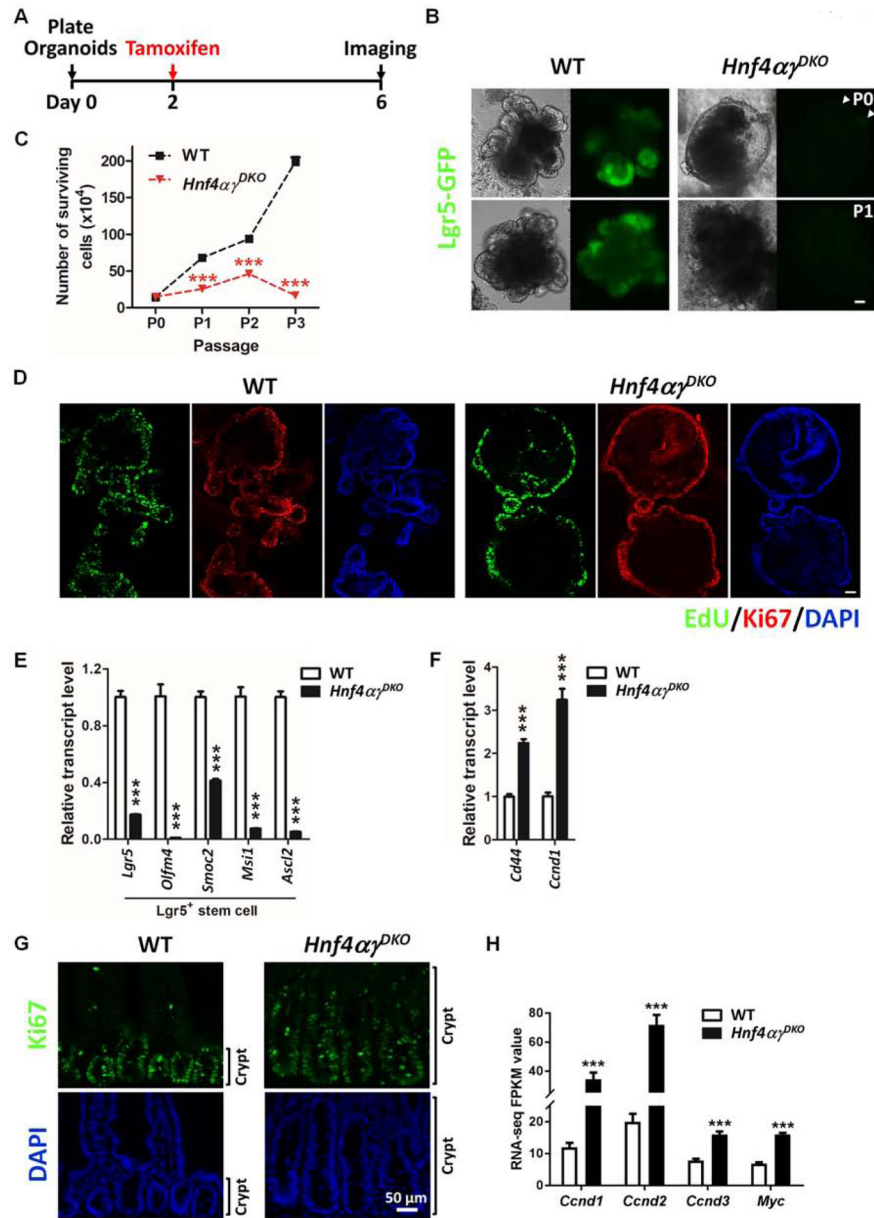 A
Plate
Organoids
Tamoxifen
Imaging
Day 0
2
6
B
WT
Hnf4αγDKO
Lgr5-GFP
P0
P1
C
WT
Hnf4αγDKO
Number of surviving
cells (x10⁴)
200
150
100
50
0
***
***
***
P0 P1 P2 P3
Passage
D
WT
Hnf4αγDKO
EdU/Ki67/DAPI
E
Relative transcript level
1.2
0.8
0.4
0.0
WT
Hnf4αγDKO
***
***
***
***
***
Lgr5 Olfm4 Smoc2 Msi1 Ascl2
Lgr5⁺ stem cell
F
Relative transcript level
4
3
2
1
0
WT
Hnf4αγDKO
***
***
Cd44 Ccnd1
G
WT
Hnf4αγDKO
Ki67
Crypt
Crypt
DAPI
Crypt
Crypt
50 µm
H
RNA-seq FPKM value
80
60
40
20
10
0
WT
Hnf4αγDKO
***
***
***
***
Ccnd1 Ccnd2 Ccnd3 Myc